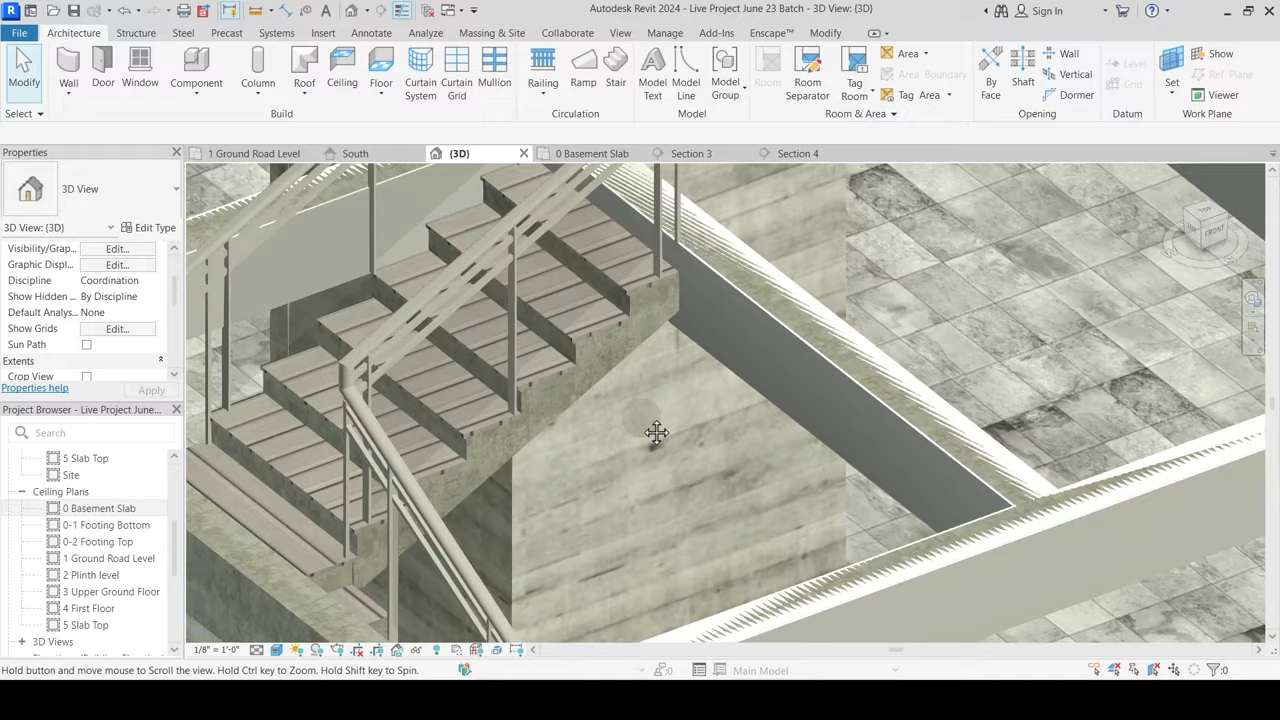 Autodesk Revit 2024 - Live Project June 23 Batch - 3D View: {3D}
Sign In
File Architecture Structure Steel Precast Systems Insert Annotate Analyze Massing & Site Collaborate View Manage Add-Ins Enscape™ Modify
Modify Wall Door Window Component Column Roof Ceiling Floor Curtain System Curtain Grid Mullion Railing Ramp Stair Model Text Model Line Model Group Room Room Separator Tag Room Area Area Boundary Tag Area By Face Shaft Wall Vertical Dormer Level Grid Set Show Ref Plane Viewer
Select Build Circulation Model Room & Area Opening Datum Work Plane
Properties
1 Ground Road Level South {3D} 0 Basement Slab Section 3 Section 4
3D View
3D View: {3D} Edit Type
Visibility/Grap... Edit...
Graphic Displ... Edit...
Discipline Coordination
Show Hidden ... By Discipline
Default Analys... None
Show Grids Edit...
Sun Path
Extents
Crop View
Properties help Apply
Project Browser - Live Project June...
Search
5 Slab Top
Site
Ceiling Plans
0 Basement Slab
0-1 Footing Bottom
0-2 Footing Top
1 Ground Road Level
2 Plinth level
3 Upper Ground Floor
4 First Floor
5 Slab Top
3D Views
TOP
FRONT
1/8" = 1'-0"
Hold button and move mouse to Scroll the view. Hold Ctrl key to Zoom. Hold Shift key to Spin.
:0
Main Model
:0